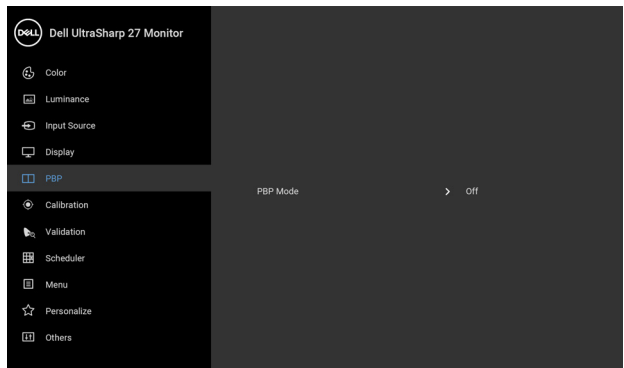 DELL Dell UltraSharp 27 Monitor
Color
Luminance
Input Source
Display
PBP
PBP Mode Off
Calibration
Validation
Scheduler
Menu
Personalize
Others